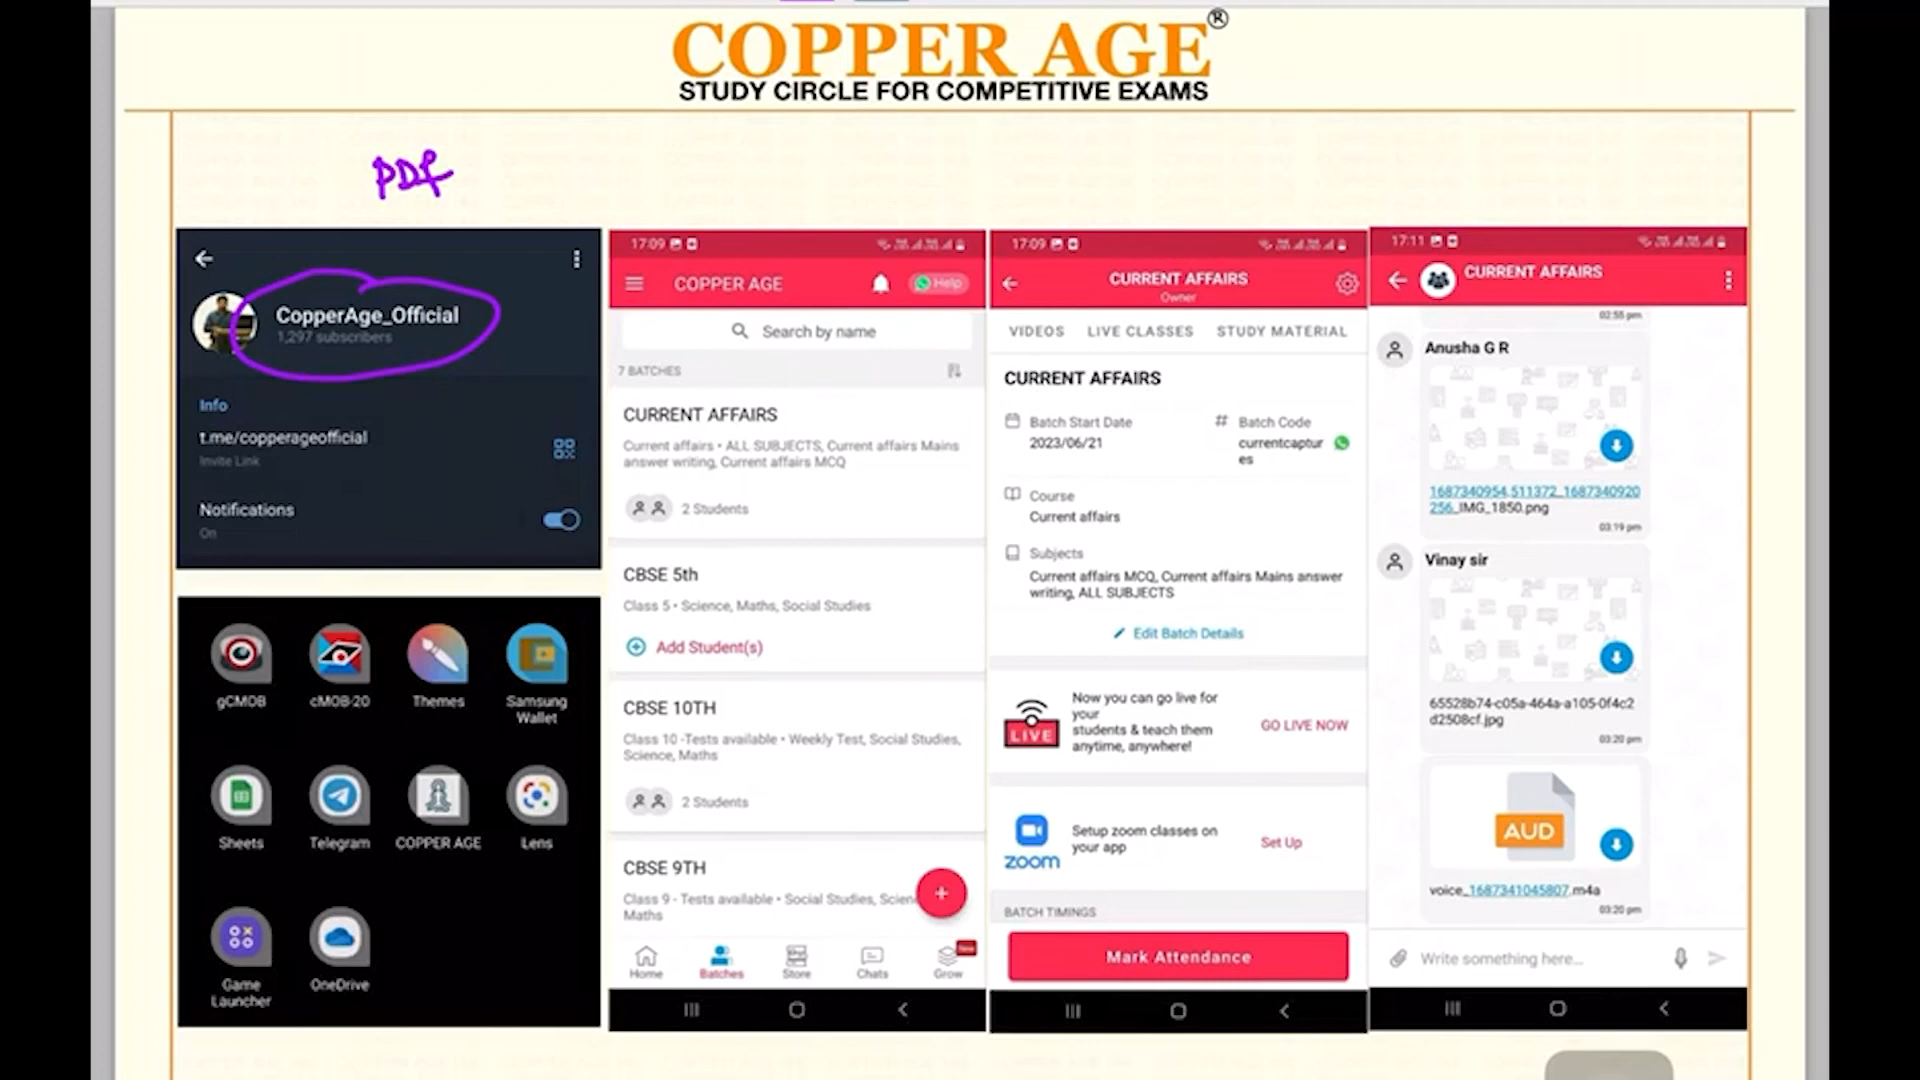 COPPER AGE®
STUDY CIRCLE FOR COMPETITIVE EXAMS
PDF
CopperAge_Official
1,297 subscribers
Info
t.me/copperageofficial
Invite Link
Notifications
On
gCMOB
cMOB-20
Themes
Samsung
Wallet
Sheets
Telegram
COPPER AGE
Lens
Game
Launcher
OneDrive
17:09
COPPER AGE
Help
Search by name
7 BATCHES
CURRENT AFFAIRS
Current affairs • ALL SUBJECTS, Current affairs Mains
answer writing, Current affairs MCQ
2 Students
CBSE 5th
Class 5 • Science, Maths, Social Studies
Add Student(s)
CBSE 10TH
Class 10 -Tests available • Weekly Test, Social Studies,
Science, Maths
2 Students
CBSE 9TH
Class 9 - Tests available • Social Studies, Scien
Maths
Home
Batches
Store
Chats
New
Grow
17:09
CURRENT AFFAIRS
Owner
VIDEOS LIVE CLASSES STUDY MATERIAL
CURRENT AFFAIRS
Batch Start Date
2023/06/21
# Batch Code
currentcaptur
es
Course
Current affairs
Subjects
Current affairs MCQ, Current affairs Mains answer
writing, ALL SUBJECTS
Edit Batch Details
LIVE
Now you can go live for
your
students & teach them
anytime, anywhere!
GO LIVE NOW
zoom
Setup zoom classes on
your app
Set Up
BATCH TIMINGS
Mark Attendance
17:11
CURRENT AFFAIRS
02:55 pm
Anusha G R
1687340954.511372_1687340920
256_IMG_1850.png
03:19 pm
Vinay sir
65528b74-c05a-464a-a105-0f4c2
d2508cf.jpg
03:20 pm
AUD
voice_1687341045807.m4a
03:20 pm
Write something here...